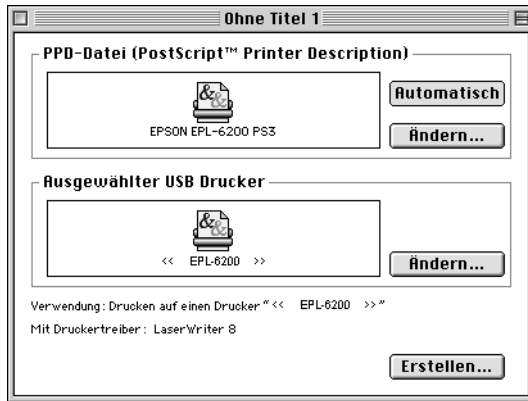 Ohne Titel 1
PPD-Datei (PostScript™ Printer Description)
EPSON EPL-6200 PS3
Automatisch
Ändern...
Ausgewählter USB Drucker
<< EPL-6200 >>
Ändern...
Verwendung: Drucken auf einen Drucker “<< EPL-6200 >>”
Mit Druckertreiber: LaserWriter 8
Erstellen...